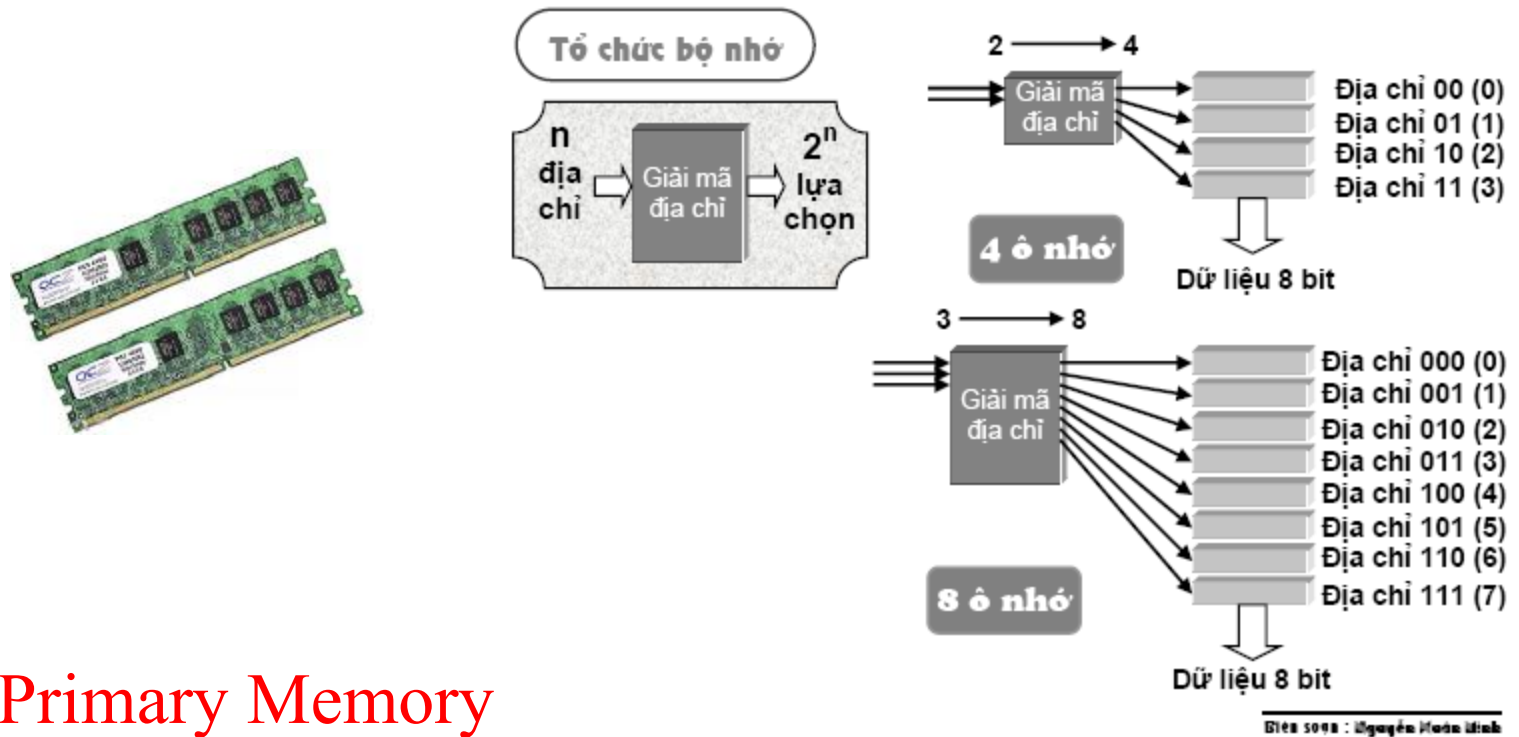 Tổ chức bộ nhớ
n
địa
chỉ
Giải mã
địa chỉ
2ⁿ
lựa
chọn
2 → 4
Giải mã
địa chỉ
Địa chỉ 00 (0)
Địa chỉ 01 (1)
Địa chỉ 10 (2)
Địa chỉ 11 (3)
4 ô nhớ
Dữ liệu 8 bit
3 → 8
Giải mã
địa chỉ
Địa chỉ 000 (0)
Địa chỉ 001 (1)
Địa chỉ 010 (2)
Địa chỉ 011 (3)
Địa chỉ 100 (4)
Địa chỉ 101 (5)
Địa chỉ 110 (6)
Địa chỉ 111 (7)
8 ô nhớ
Dữ liệu 8 bit
Primary Memory
Biên soạn : Nguyễn Minh